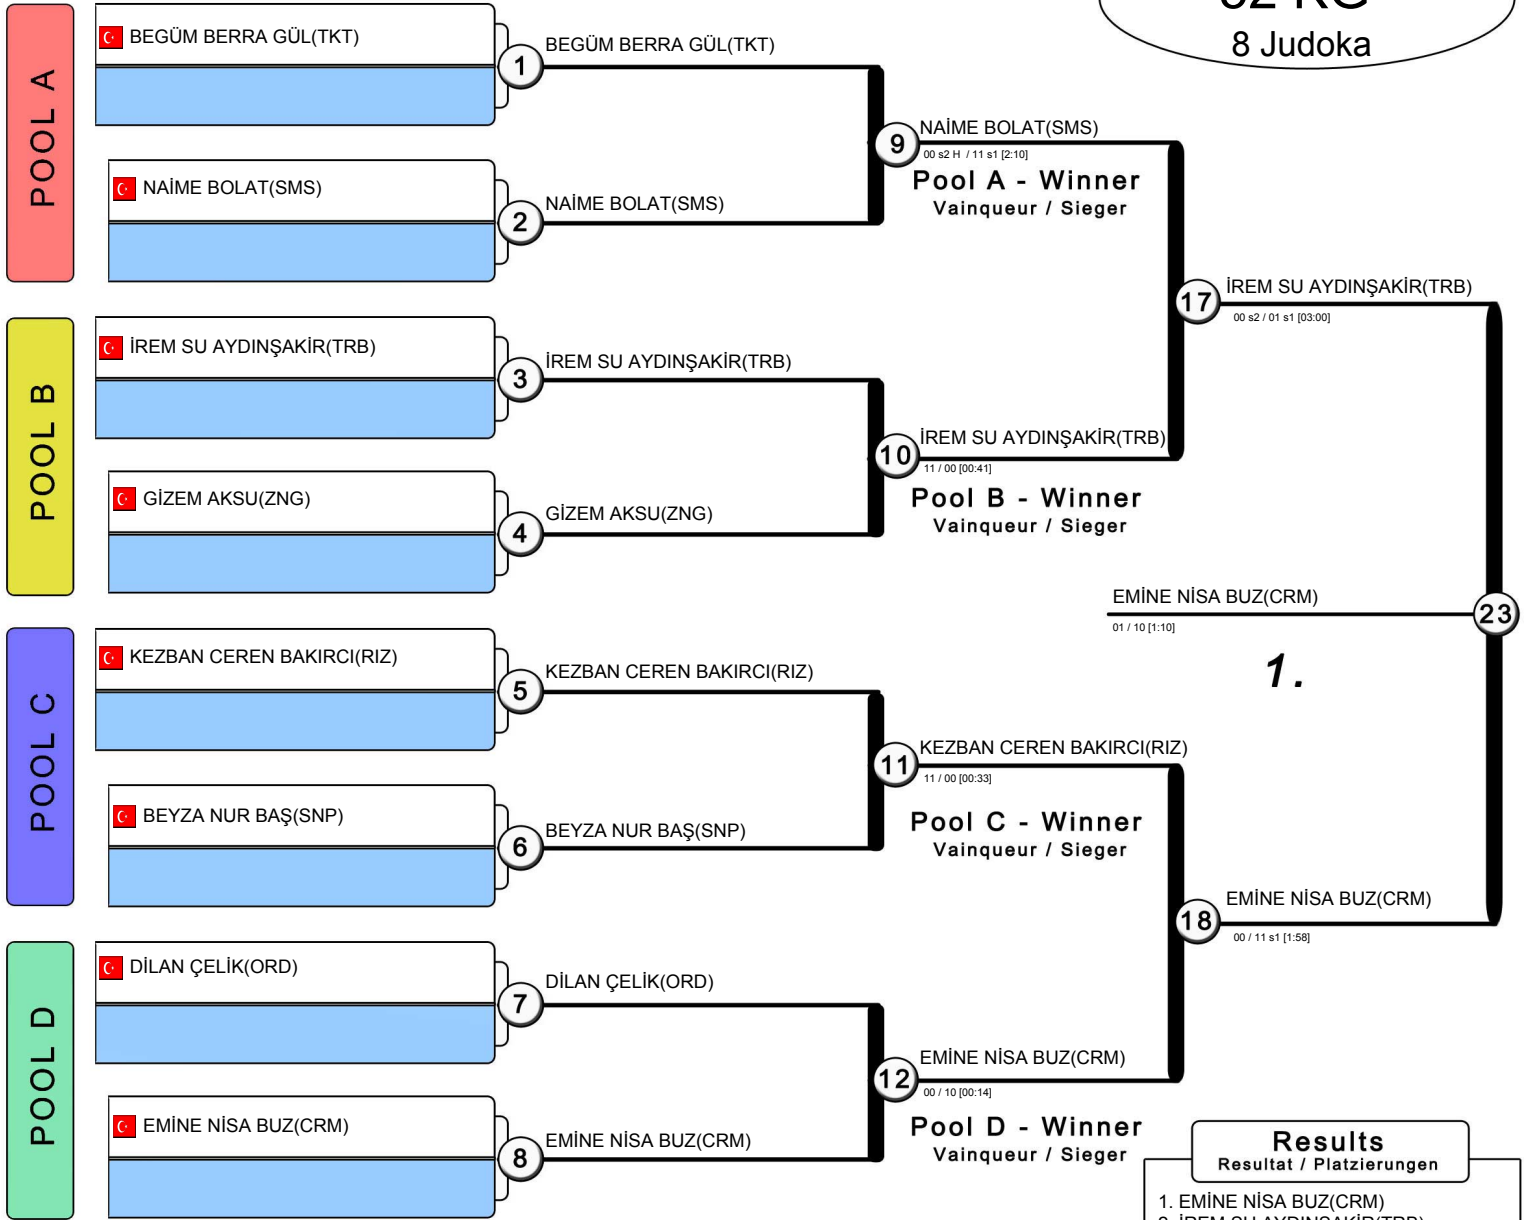 KG
8 Judoka
POOL A
BEGÜM BERRA GÜL(TKT)
1
BEGÜM BERRA GÜL(TKT)
NAİME BOLAT(SMS)
2
NAİME BOLAT(SMS)
9
NAİME BOLAT(SMS)
00 s2 H / 11 s1 [2:10]
Pool A - Winner
Vainqueur / Sieger
POOL B
İREM SU AYDINŞAKİR(TRB)
3
İREM SU AYDINŞAKİR(TRB)
GİZEM AKSU(ZNG)
4
GİZEM AKSU(ZNG)
10
İREM SU AYDINŞAKİR(TRB)
11 / 00 [00:41]
Pool B - Winner
Vainqueur / Sieger
17
İREM SU AYDINŞAKİR(TRB)
00 s2 / 01 s1 [03:00]
EMİNE NİSA BUZ(CRM)
23
01 / 10 [1:10]
1.
POOL C
KEZBAN CEREN BAKIRCI(RIZ)
5
KEZBAN CEREN BAKIRCI(RIZ)
BEYZA NUR BAŞ(SNP)
6
BEYZA NUR BAŞ(SNP)
11
KEZBAN CEREN BAKIRCI(RIZ)
11 / 00 [00:33]
Pool C - Winner
Vainqueur / Sieger
18
EMİNE NİSA BUZ(CRM)
00 / 11 s1 [1:58]
POOL D
DİLAN ÇELİK(ORD)
7
DİLAN ÇELİK(ORD)
EMİNE NİSA BUZ(CRM)
8
EMİNE NİSA BUZ(CRM)
12
EMİNE NİSA BUZ(CRM)
00 / 10 [00:14]
Pool D - Winner
Vainqueur / Sieger
Results
Resultat / Platzierungen
1. EMİNE NİSA BUZ(CRM)
2. İREM SU AYDINŞAKİR(TRB)